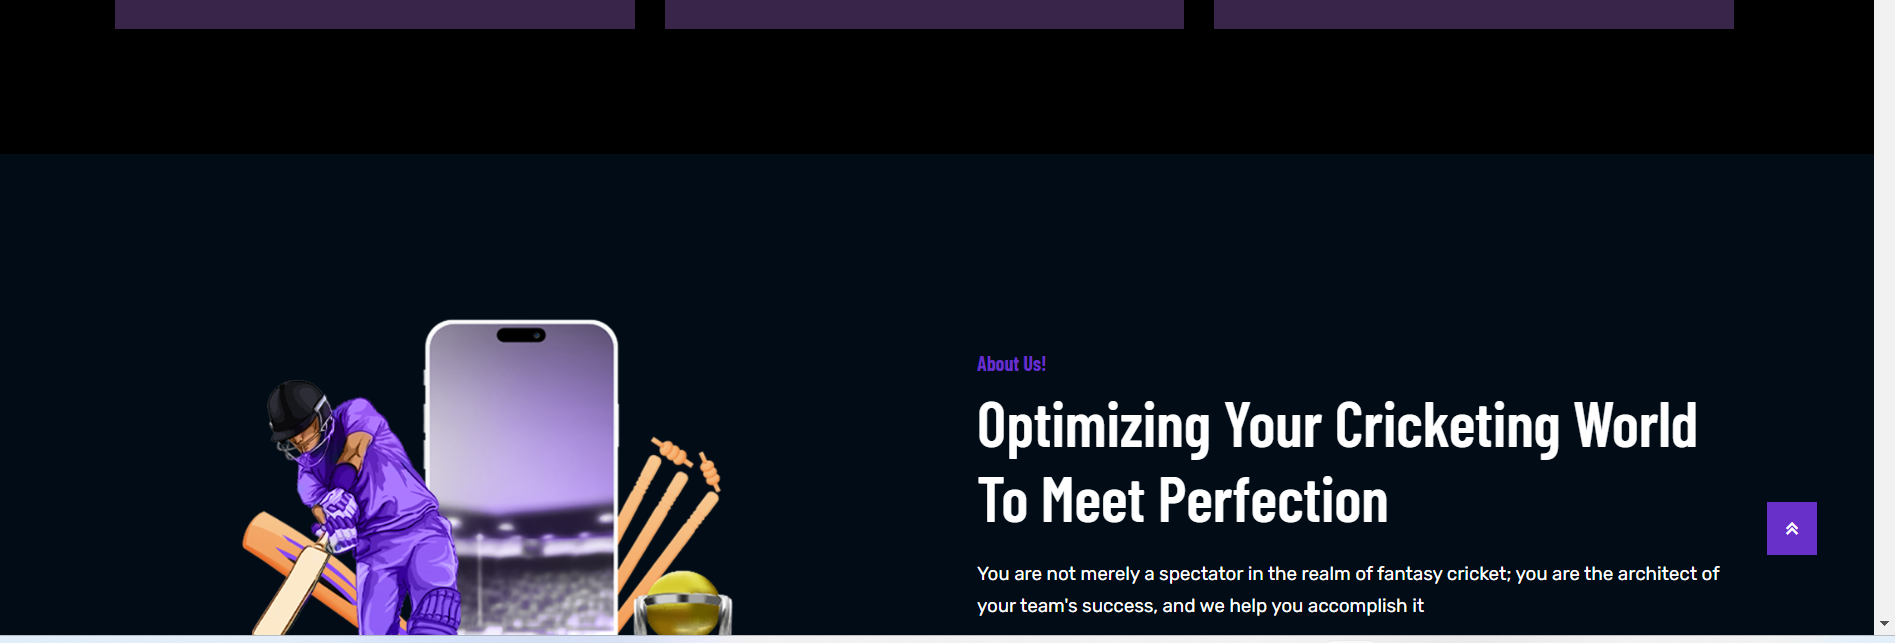 About Us!
Optimizing Your Cricketing World
To Meet Perfection
You are not merely a spectator in the realm of fantasy cricket; you are the architect of
your team's success, and we help you accomplish it